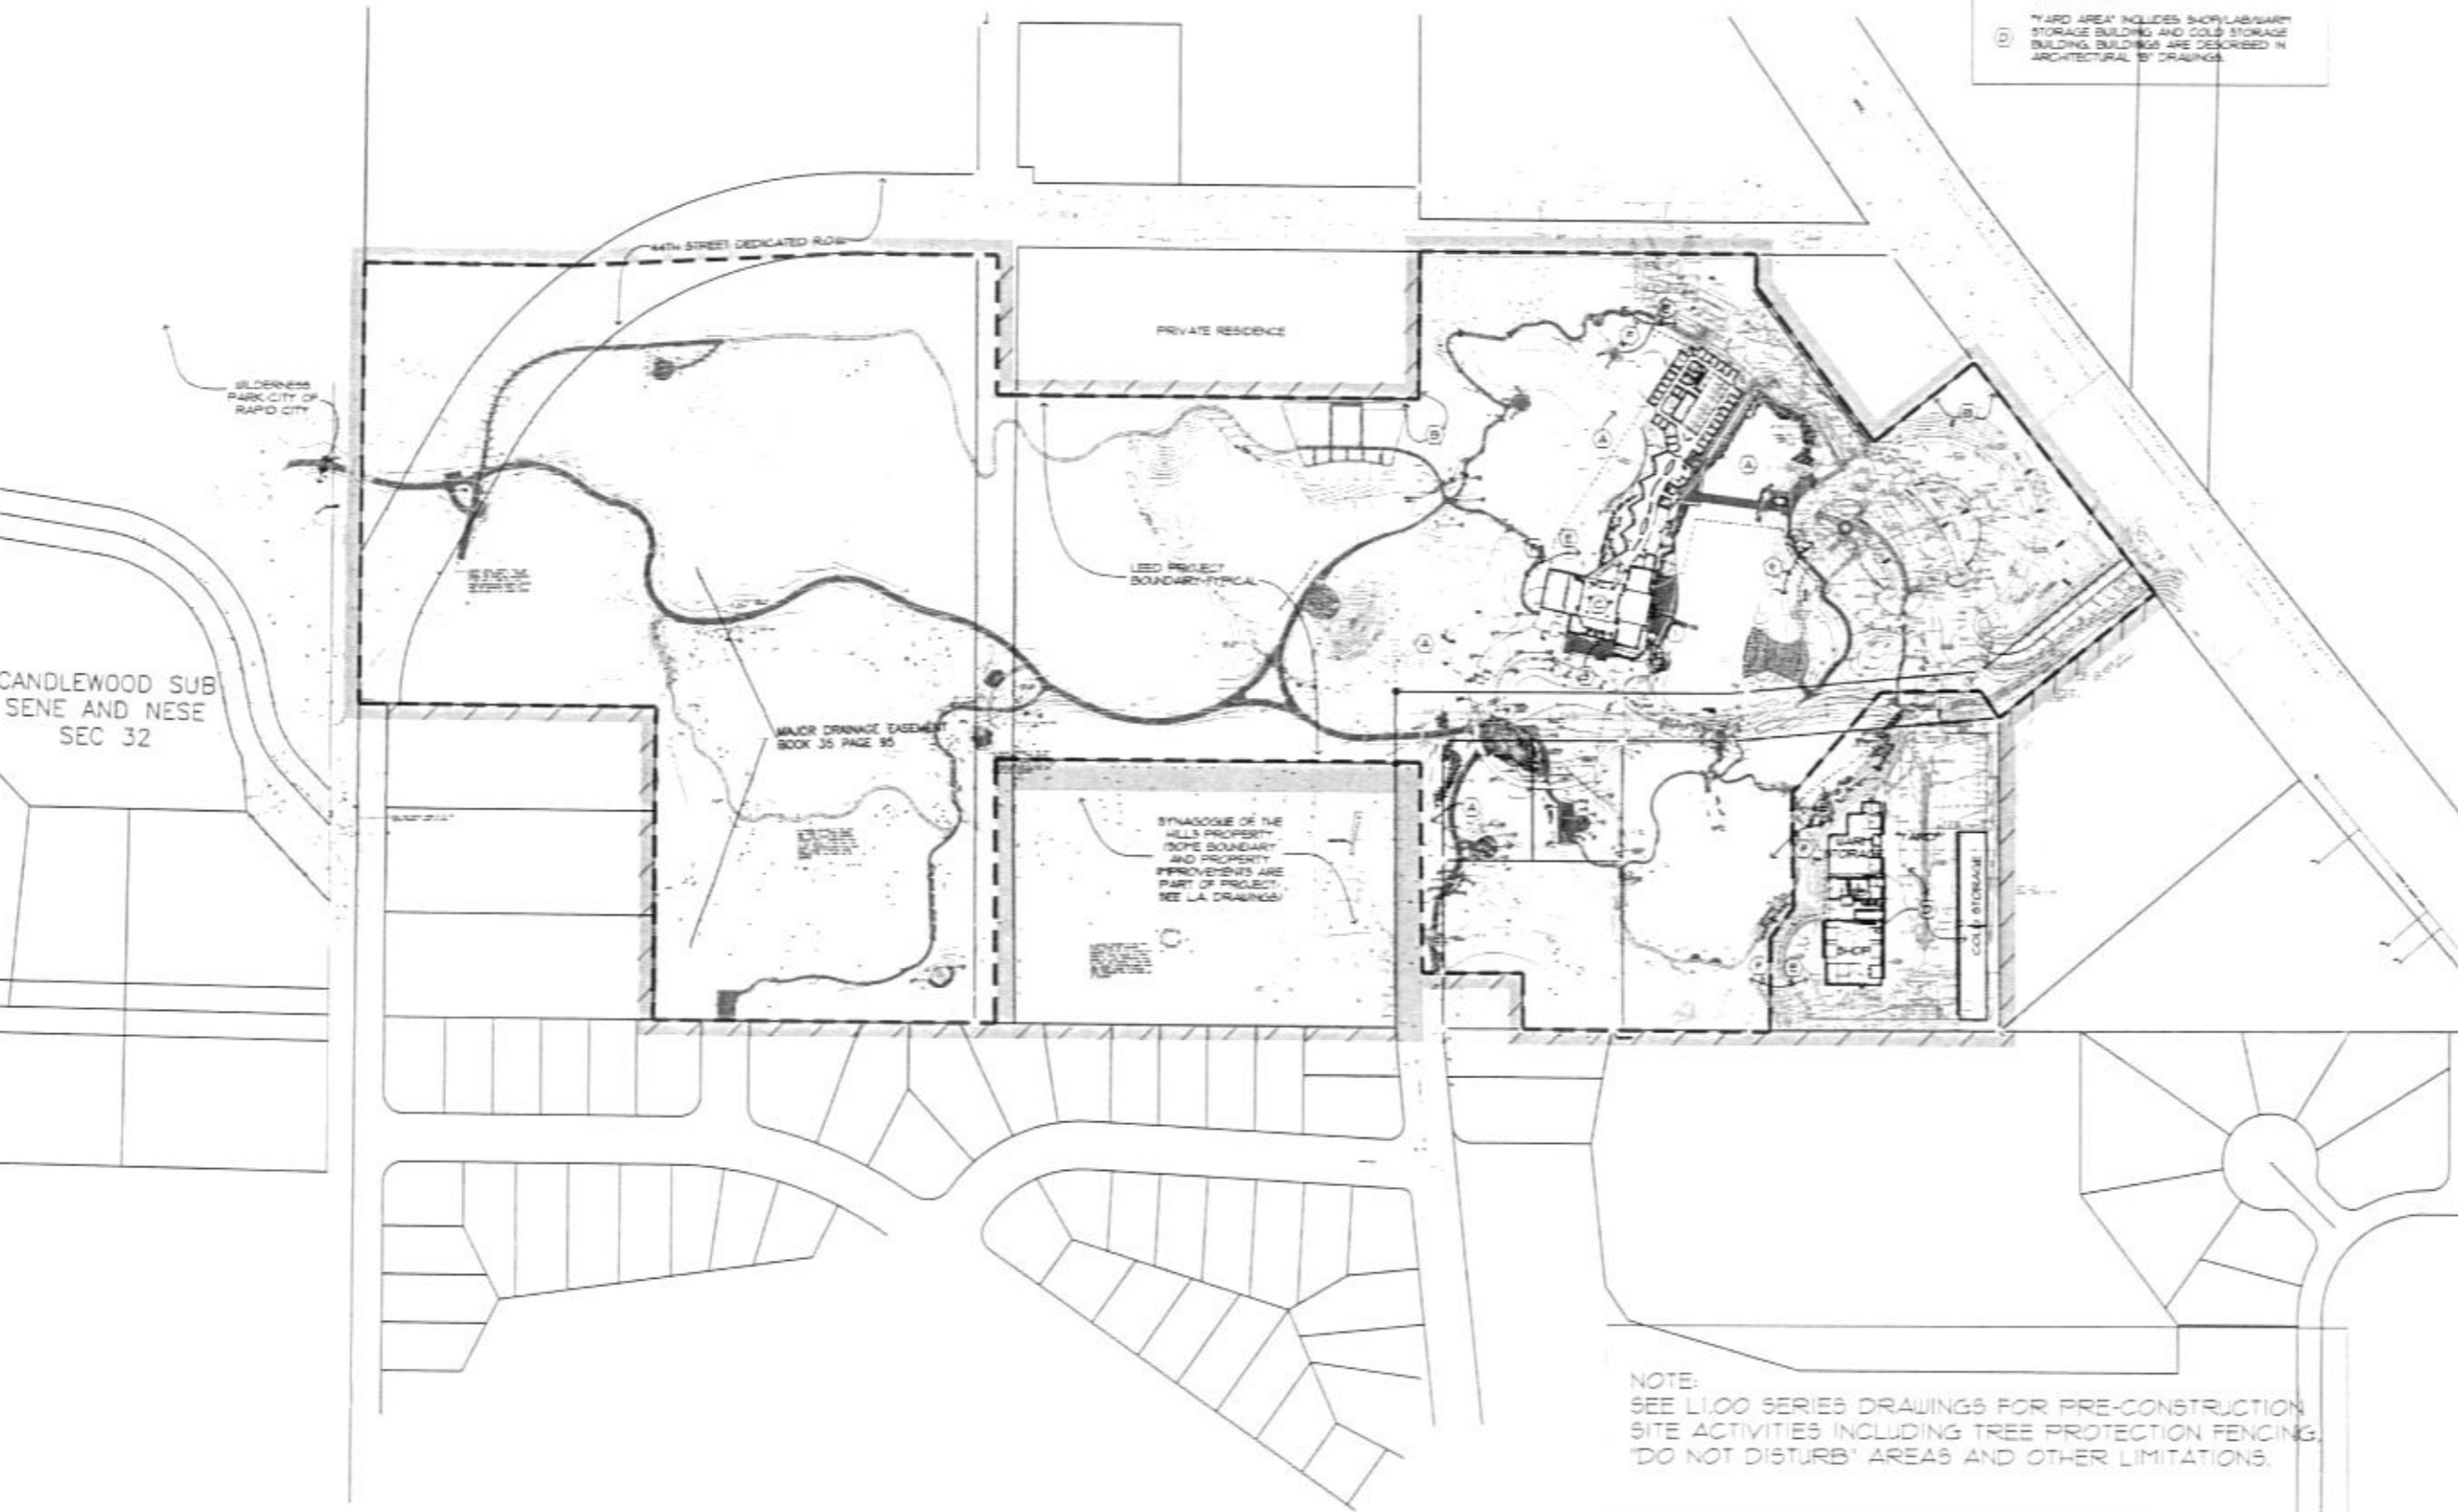 "YARD AREA" INCLUDES SHOP/LAB/WARM
STORAGE BUILDING AND COLD STORAGE
BUILDING. BUILDINGS ARE DESCRIBED IN
ARCHITECTURAL "B" DRAWINGS.
D
44TH STREET DEDICATED R.O.W.
PRIVATE RESIDENCE
WILDERNESS
PARK/CITY OF
RAPID CITY
LEED PROJECT
BOUNDARY-TYPICAL
CANDLEWOOD SUB
SENE AND NESE
SEC 32
MAJOR DRAINAGE EASEMENT
BOOK 35 PAGE 95
SYNAGOGUE OF THE
HILLS PROPERTY
(SOME BOUNDARY
AND PROPERTY
IMPROVEMENTS ARE
PART OF PROJECT.
SEE L.A. DRAWINGS)
WARM
STORAGE
"YARD"
SHOP
COLD STORAGE
A
A
A
A
B
B
E
NOTE:
SEE L1.00 SERIES DRAWINGS FOR PRE-CONSTRUCTION
SITE ACTIVITIES INCLUDING TREE PROTECTION FENCING,
"DO NOT DISTURB" AREAS AND OTHER LIMITATIONS.